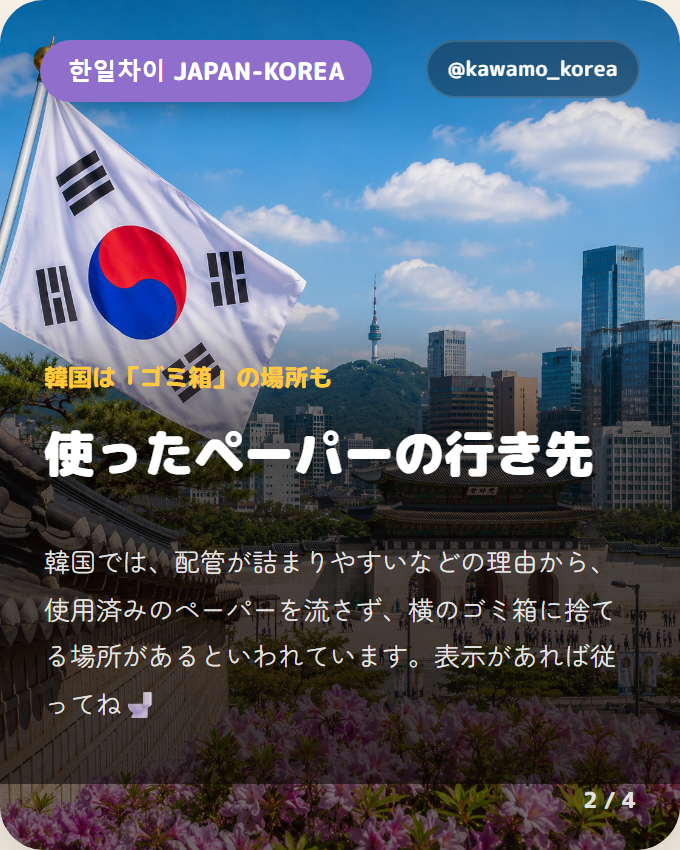 한일차이 JAPAN-KOREA
@kawamo_korea
韓国は「ゴミ箱」の場所も
使ったペーパーの行き先
韓国では、配管が詰まりやすいなどの理由から、
使用済みのペーパーを流さず、横のゴミ箱に捨て
る場所があるといわれています。表示があれば従
ってね🚽
2 / 4